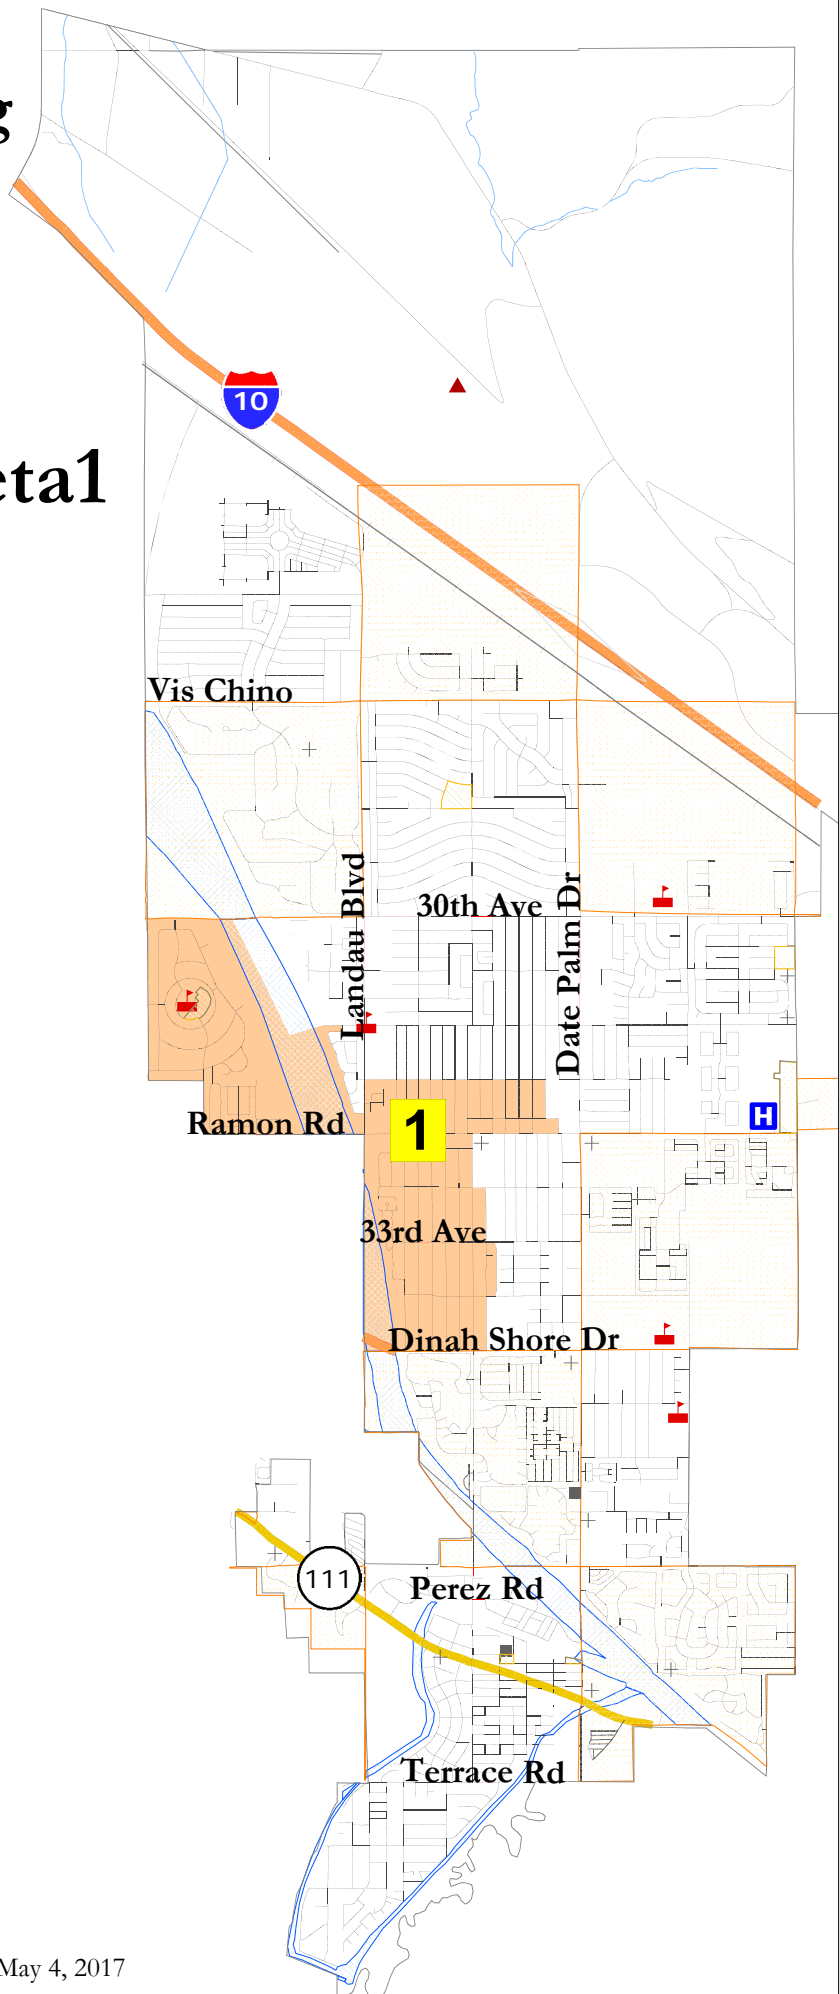 g
eta1
10
Vis Chino
Landau Blvd
30th Ave
Date Palm Dr
Ramon Rd
1
H
33rd Ave
Dinah Shore Dr
111
Perez Rd
Terrace Rd
May 4, 2017